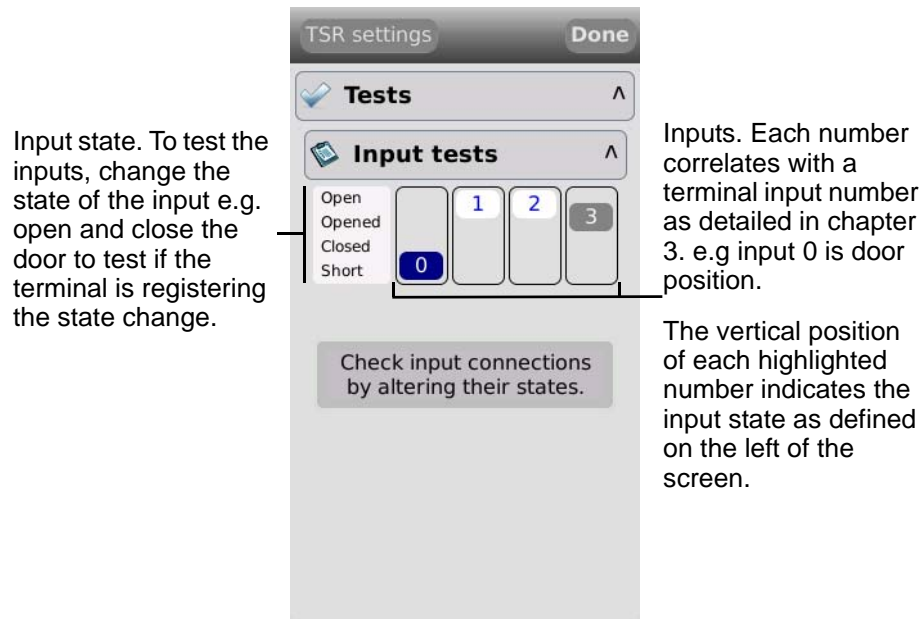 TSR settings
Done
Tests
^
Input tests
^
Open
Opened
Closed
Short
0
1
2
3
Check input connections
by altering their states.
Input state. To test the
inputs, change the
state of the input e.g.
open and close the
door to test if the
terminal is registering
the state change.
Inputs. Each number
correlates with a
terminal input number
as detailed in chapter
3. e.g input 0 is door
position.
The vertical position
of each highlighted
number indicates the
input state as defined
on the left of the
screen.